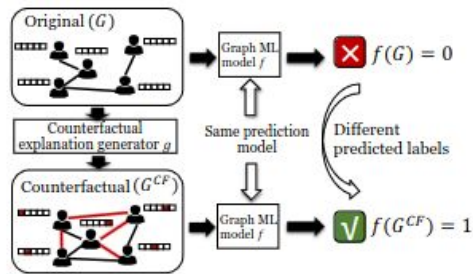 Original (G)
Graph ML
model f
f(G) = 0
Counterfactual
explanation generator g
Same prediction
model
Different
predicted labels
Counterfactual (G^{CF})
Graph ML
model f
f(G^{CF}) = 1